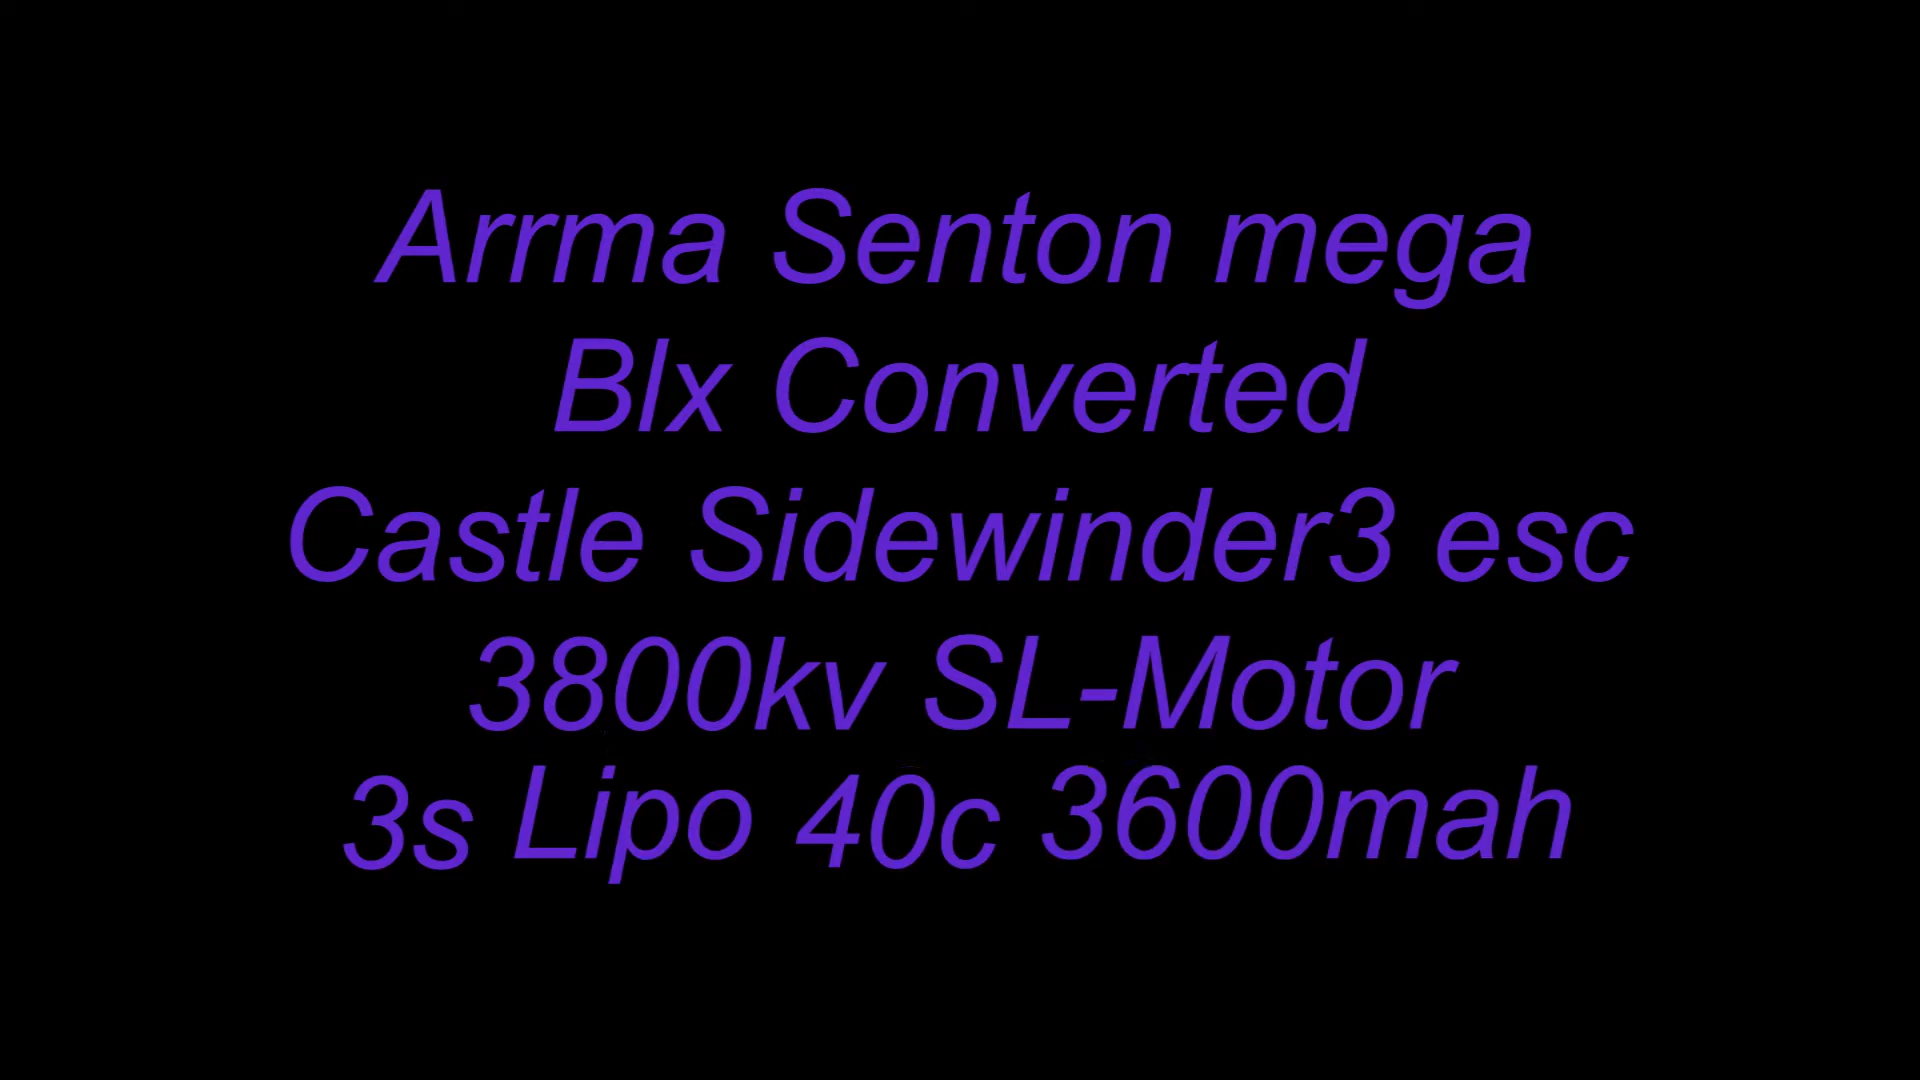 Arrma Senton mega
Blx Converted
Castle Sidewinder3 esc
3800kv SL-Motor
3s Lipo 40c 3600mah